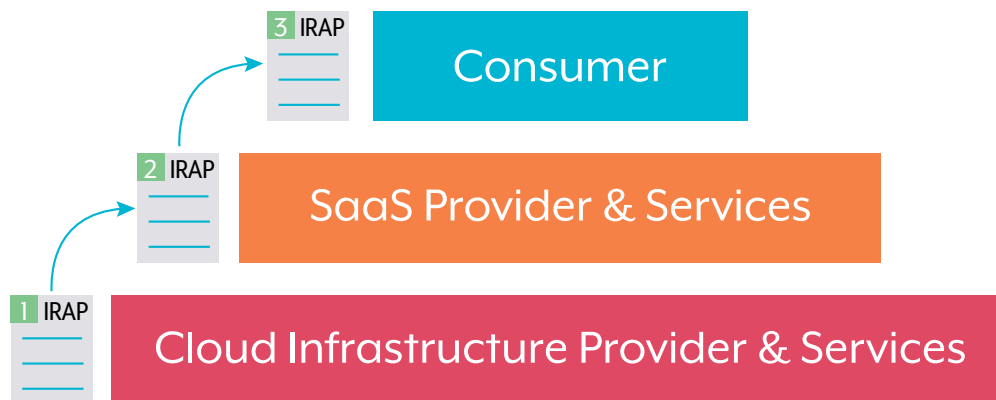 3 IRAP
Consumer
2 IRAP
SaaS Provider & Services
1 IRAP
Cloud Infrastructure Provider & Services